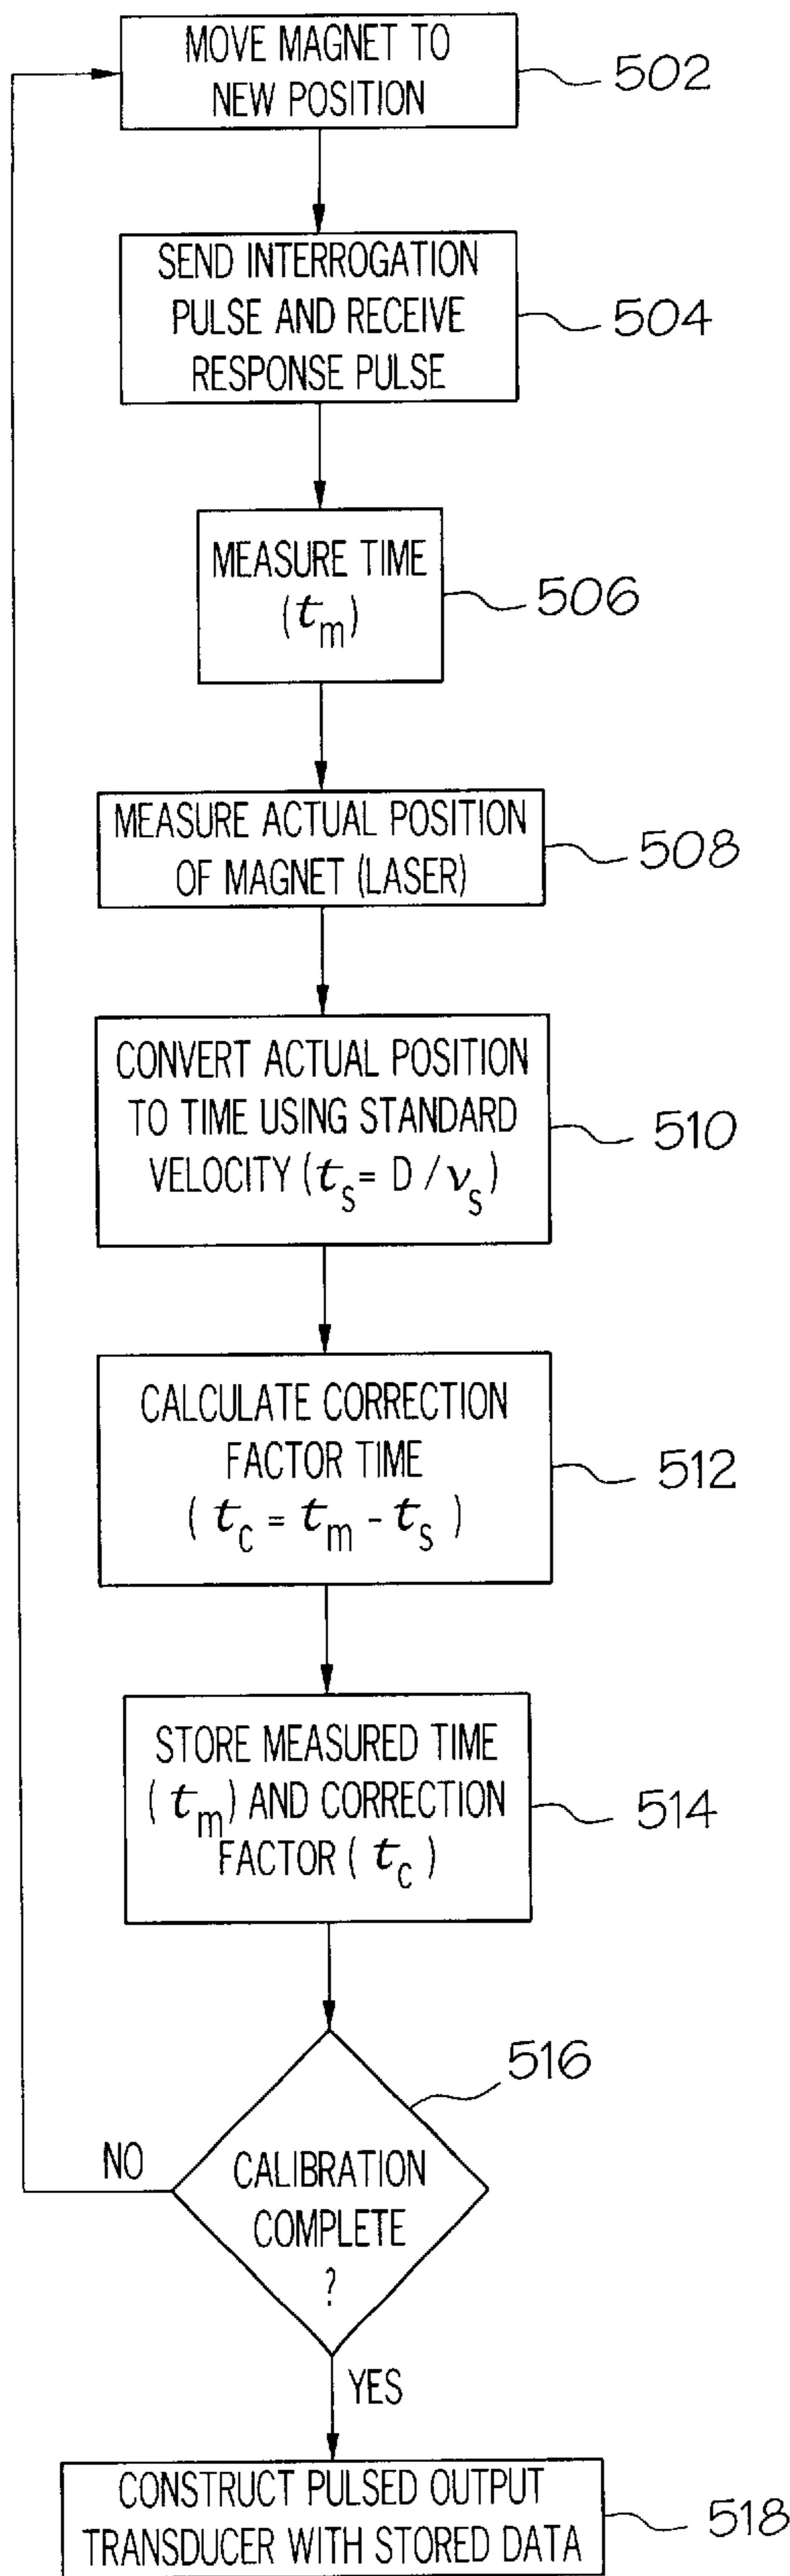 MOVE MAGNET TO
NEW POSITION
502
SEND INTERROGATION
PULSE AND RECEIVE
RESPONSE PULSE
504
MEASURE TIME
(tm)
506
MEASURE ACTUAL POSITION
OF MAGNET (LASER)
508
CONVERT ACTUAL POSITION
TO TIME USING STANDARD
VELOCITY (ts = D / vs)
510
CALCULATE CORRECTION
FACTOR TIME
( tc = tm - ts )
512
STORE MEASURED TIME
( tm) AND CORRECTION
FACTOR ( tc )
514
516
NO
CALIBRATION
COMPLETE
?
YES
CONSTRUCT PULSED OUTPUT
TRANSDUCER WITH STORED DATA
518